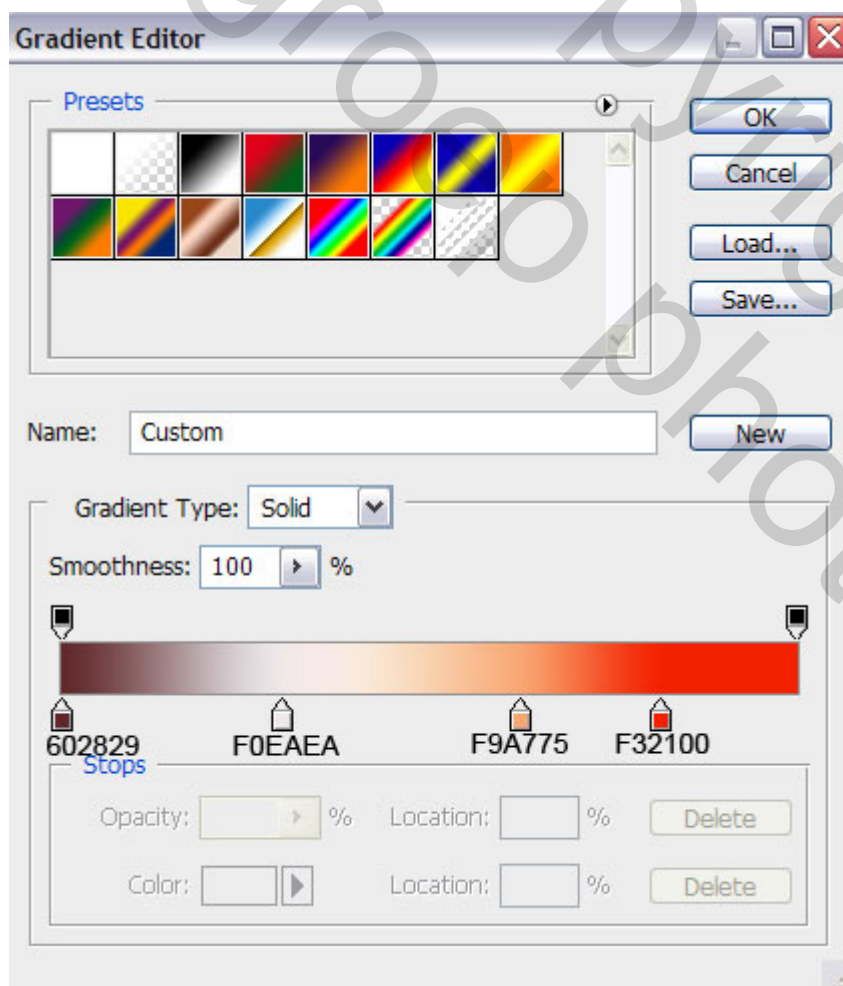 Gradient Editor
Presets
OK
Cancel
Load...
Save...
Name: Custom
New
Gradient Type: Solid
Smoothness: 100 %
602829 F0EAEA F9A775 F32100
Stops
Opacity: % Location: % Delete
Color: Location: % Delete